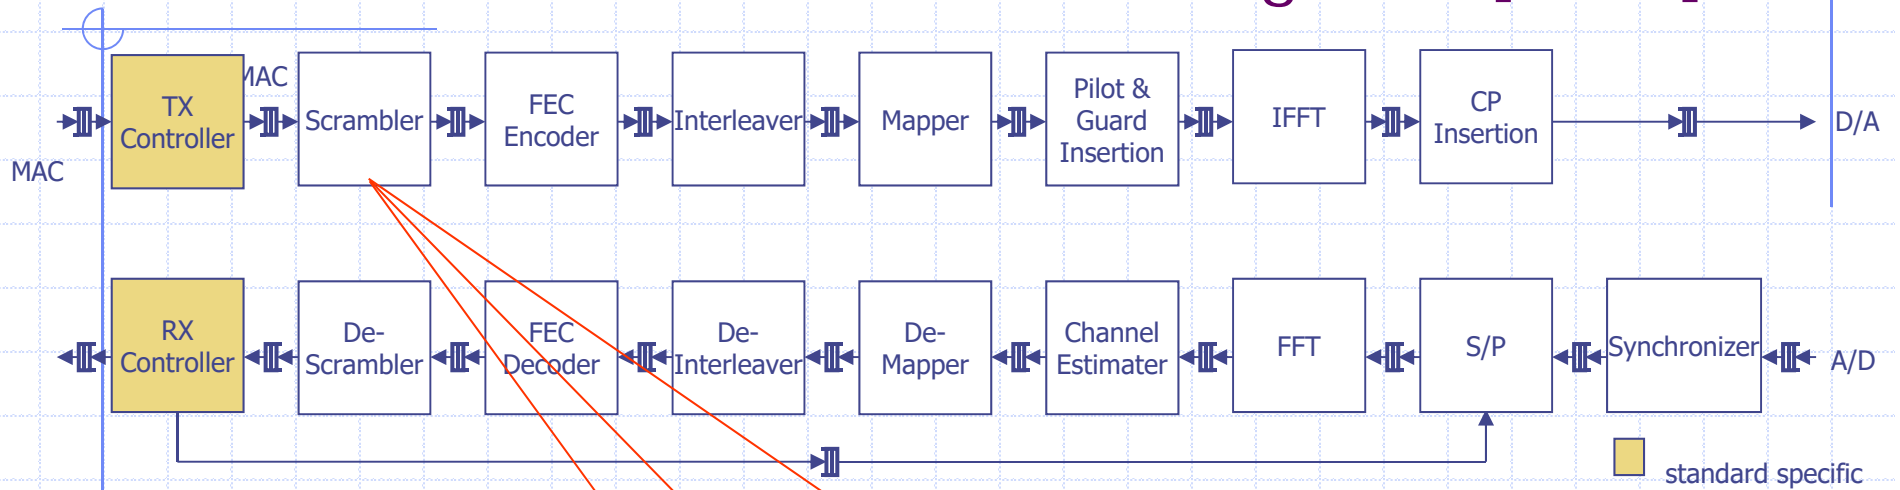 MAC
TX
Controller
MAC
Scrambler
FEC
Encoder
Interleaver
Mapper
Pilot &
Guard
Insertion
IFFT
CP
Insertion
D/A
RX
Controller
De-
Scrambler
FEC
Decoder
De-
Interleaver
De-
Mapper
Channel
Estimater
FFT
S/P
Synchronizer
A/D
standard specific